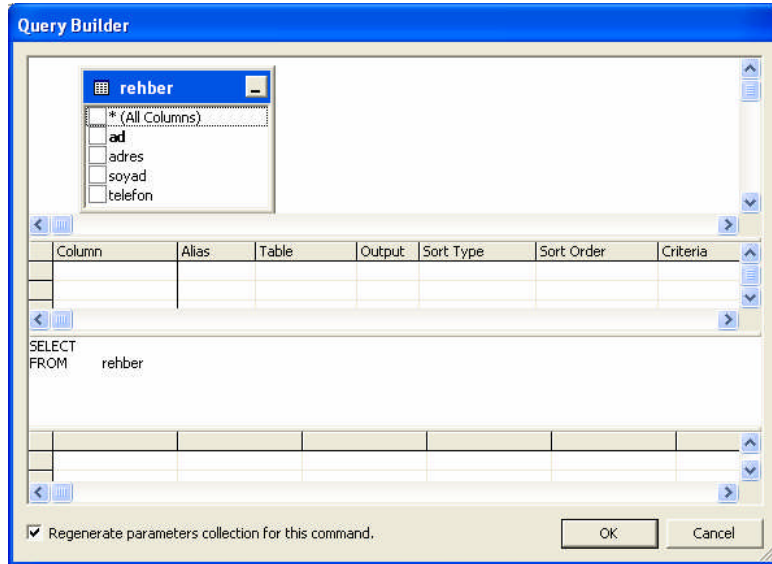 Query Builder
rehber
* (All Columns)
ad
adres
soyad
telefon
Column Alias Table Output Sort Type Sort Order Criteria
SELECT
FROM rehber
Regenerate parameters collection for this command.
OK Cancel